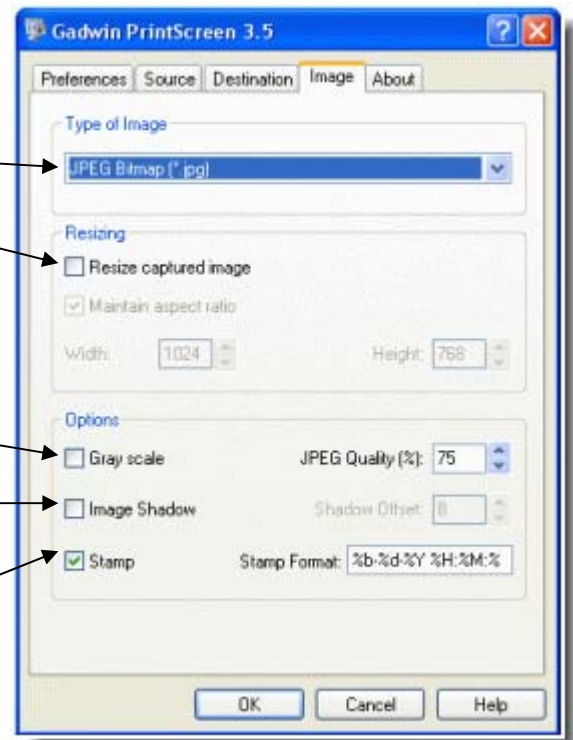 Gadwin PrintScreen 3.5
Preferences Source Destination Image About
Type of Image
JPEG Bitmap (*.jpg)
Resizing
Resize captured image
Maintain aspect ratio
Width: 1024 Height: 768
Options
Gray scale JPEG Quality (%): 75
Image Shadow Shadow Offset: 8
Stamp Stamp Format: %b-%d-%Y %H:%M:%
OK Cancel Help